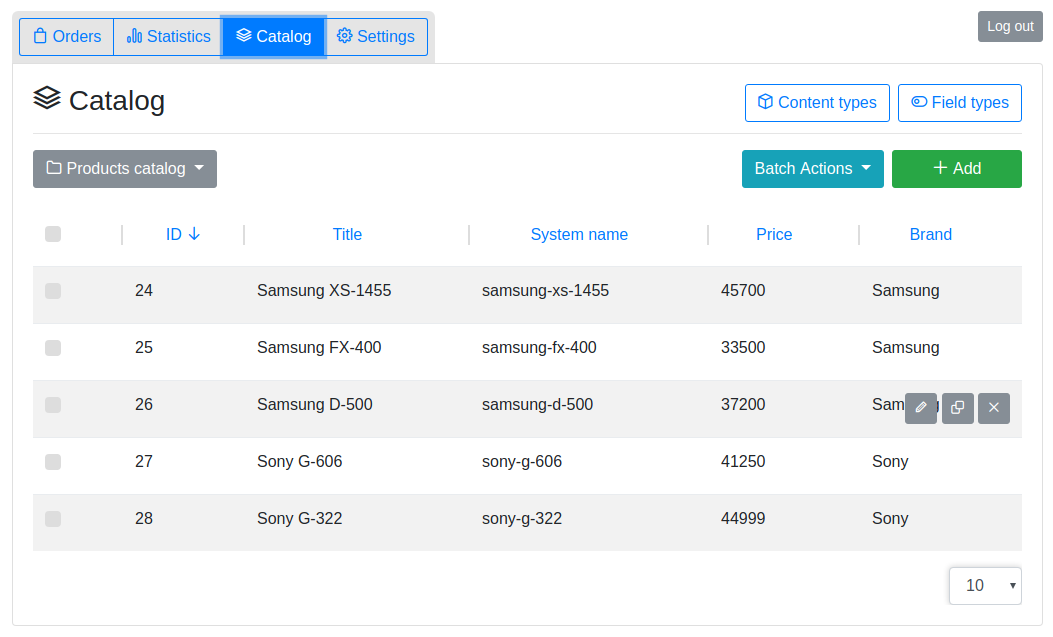 Orders Statistics Catalog Settings Log out
Catalog Content types Field types
Products catalog Batch Actions Add
ID Title System name Price Brand
24 Samsung XS-1455 samsung-xs-1455 45700 Samsung
25 Samsung FX-400 samsung-fx-400 33500 Samsung
26 Samsung D-500 samsung-d-500 37200
27 Sony G-606 sony-g-606 41250 Sony
28 Sony G-322 sony-g-322 44999 Sony
10